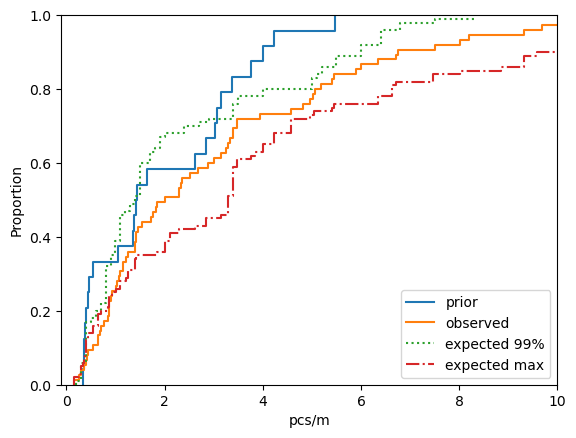 1.0
0.8
0.6
0.4
0.2
0.0
Proportion
prior
observed
expected 99%
expected max
0 2 4 6 8 10
pcs/m